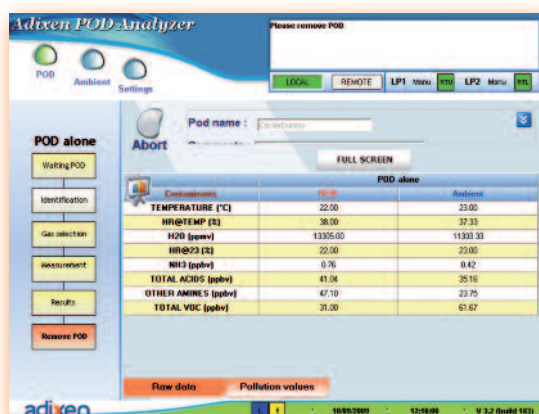 Adixen POD Analyzer
Please remove POD
POD
Ambient
Settings
LOCAL REMOTE LP1 Manu RTU LP2 Manu RTL
POD alone
Abort
Pod name :
FULL SCREEN
Waiting POD
Identification
Gas selection
Measurement
Results
Remove POD
POD alone
Contaminants Ambient
TEMPERATURE (°C) 22.00 23.00
HR@TEMP (%) 38.00 37.33
H2O (ppmv) 13305.00 11333.33
HR@23 (%) 22.00 23.00
NH3 (ppbv) 0.76 0.42
TOTAL ACIDS (ppbv) 41.04 35.16
OTHER AMINES (ppbv) 47.10 23.75
TOTAL VOC (ppbv) 31.00 61.67
Raw data Pollution values
adixen
10/09/2009 12:16:06 V 3.2 (build 183)